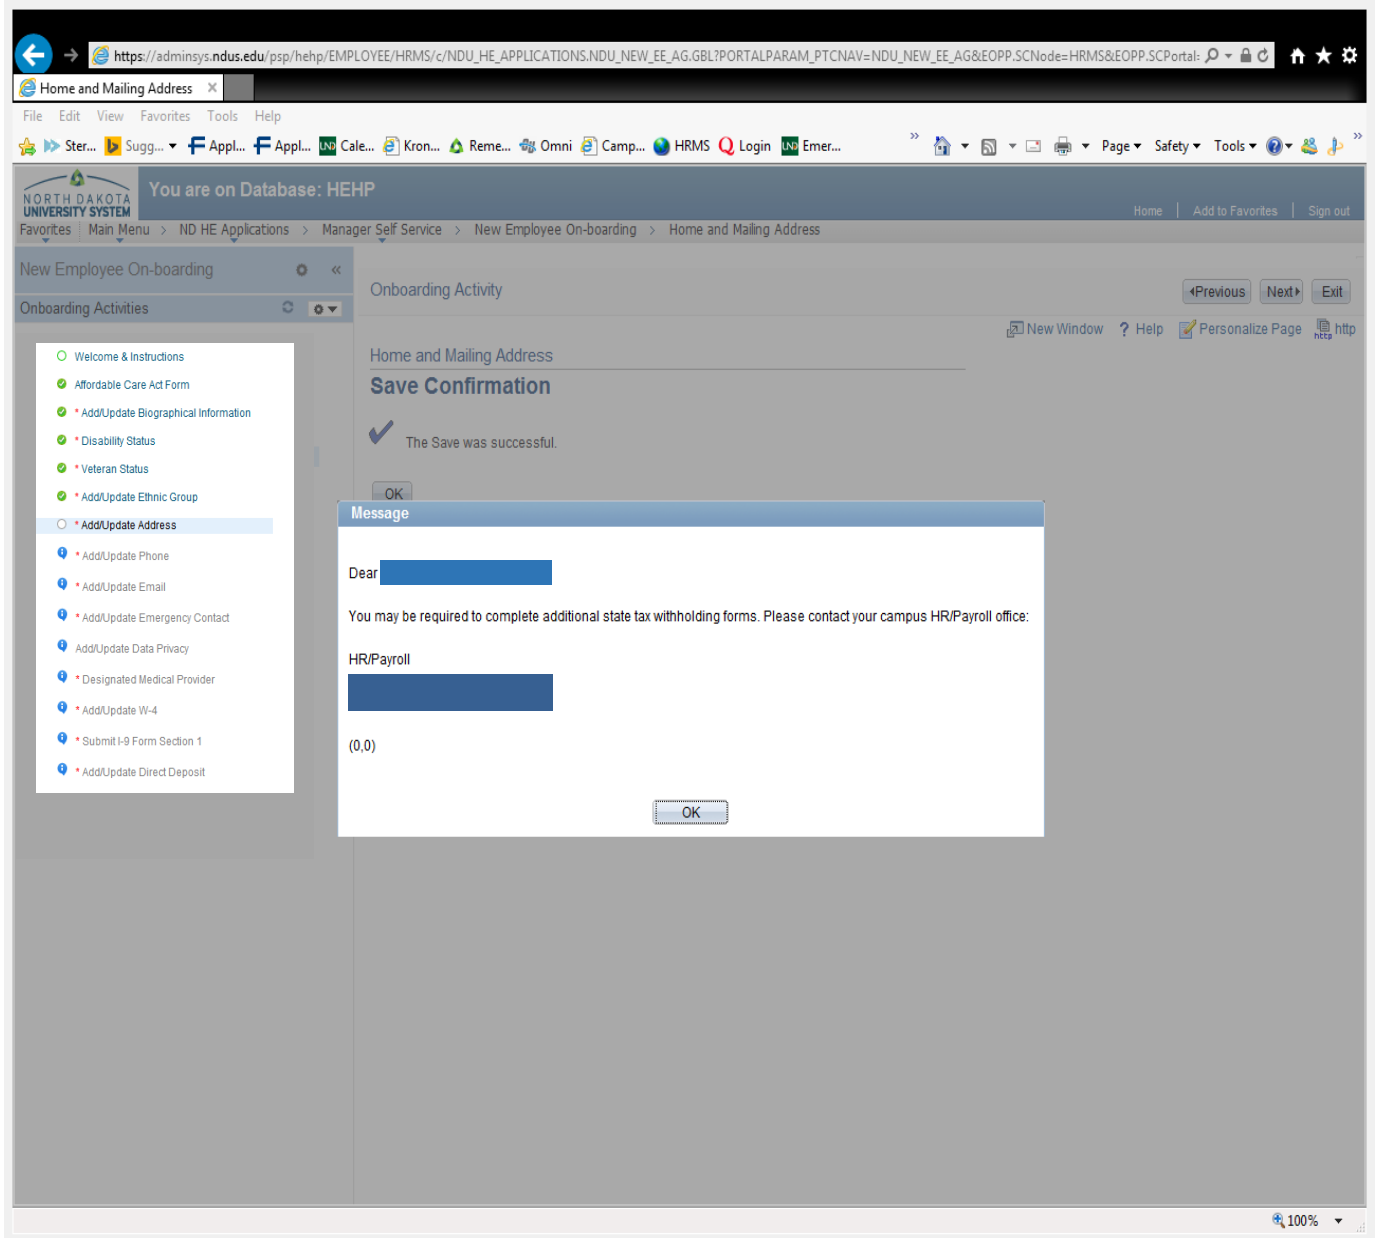 https://adminsys.ndus.edu/psp/hehp/EMPLOYEE/HRMS/c/NDU_HE_APPLICATIONS.NDU_NEW_EE_AG.GBL?PORTALPARAM_PTCNAV=NDU_NEW_EE_AG&EOPP.SCNode=HRMS&EOPP.SCPortal=
Home and Mailing Address
File Edit View Favorites Tools Help
Ster... Sugg... Appl... Appl... UND Cale... Kron... Reme... Omni Camp... HRMS Login UND Emer... Page Safety Tools
NORTH DAKOTA
UNIVERSITY SYSTEM
You are on Database: HEHP
Home | Add to Favorites | Sign out
Favorites Main Menu > ND HE Applications > Manager Self Service > New Employee On-boarding > Home and Mailing Address
New Employee On-boarding «
Onboarding Activities
Welcome & Instructions
Affordable Care Act Form
* Add/Update Biographical Information
* Disability Status
* Veteran Status
* Add/Update Ethnic Group
* Add/Update Address
* Add/Update Phone
* Add/Update Email
* Add/Update Emergency Contact
Add/Update Data Privacy
* Designated Medical Provider
* Add/Update W-4
* Submit I-9 Form Section 1
* Add/Update Direct Deposit
Onboarding Activity
Previous Next Exit
New Window ? Help Personalize Page http
Home and Mailing Address
Save Confirmation
The Save was successful.
OK
Message
Dear
You may be required to complete additional state tax withholding forms. Please contact your campus HR/Payroll office:
HR/Payroll
(0,0)
OK
100%